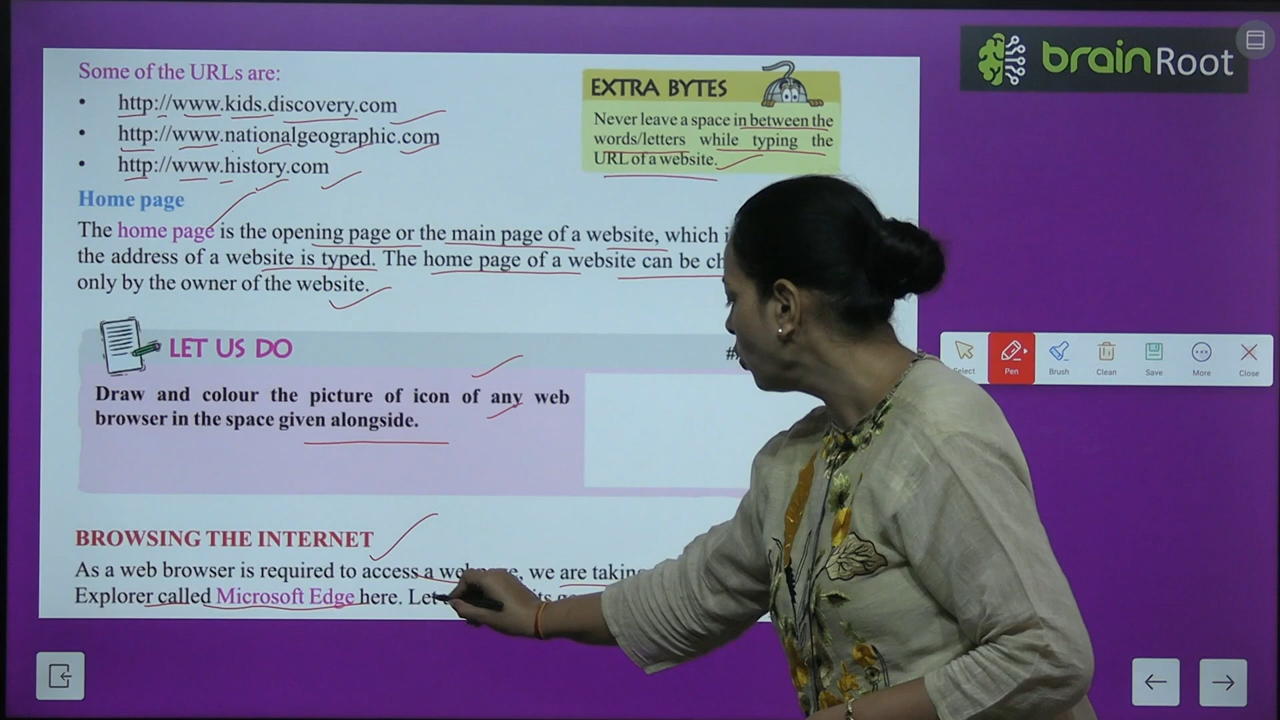 brainRoot
Some of the URLs are:
• http://www.kids.discovery.com
• http://www.nationalgeographic.com
• http://www.history.com
EXTRA BYTES
Never leave a space in between the
words/letters while typing the
URL of a website.
Home page
The home page is the opening page or the main page of a website, which
the address of a website is typed. The home page of a website can be
only by the owner of the website.
LET US DO
Draw and colour the picture of icon of any web
browser in the space given alongside.
Select Pen Brush Clean Save More Close
BROWSING THE INTERNET
As a web browser is required to access a we, we are taking
Explorer called Microsoft Edge here. Let